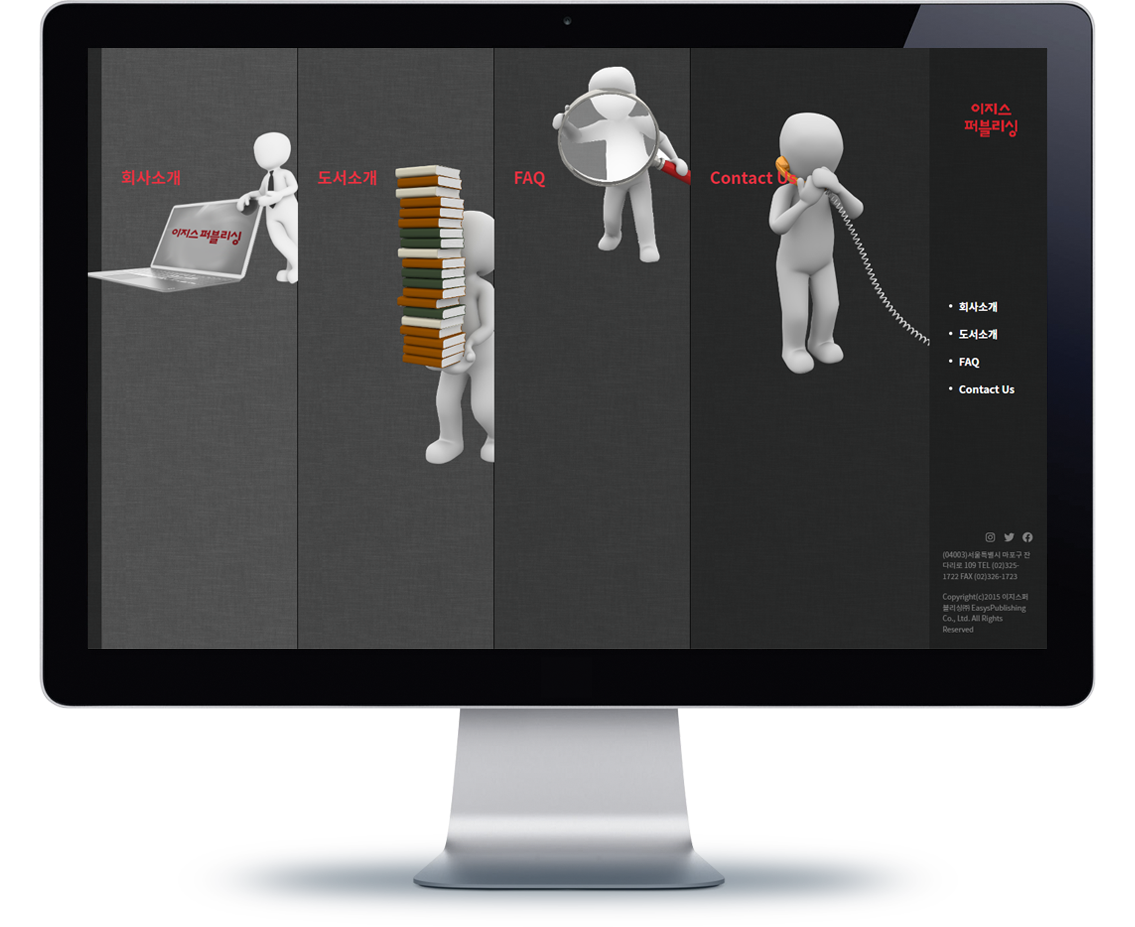 회사소개
이지스퍼블리싱
도서소개
FAQ
Contact Us
이지스
퍼블리싱
• 회사소개
• 도서소개
• FAQ
• Contact Us
(04003)서울특별시 마포구 잔
다리로 109 TEL (02)325-
1722 FAX (02)326-1723
Copyright(c)2015 이지스퍼
블리싱㈜ EasysPublishing
Co., Ltd. All Rights
Reserved